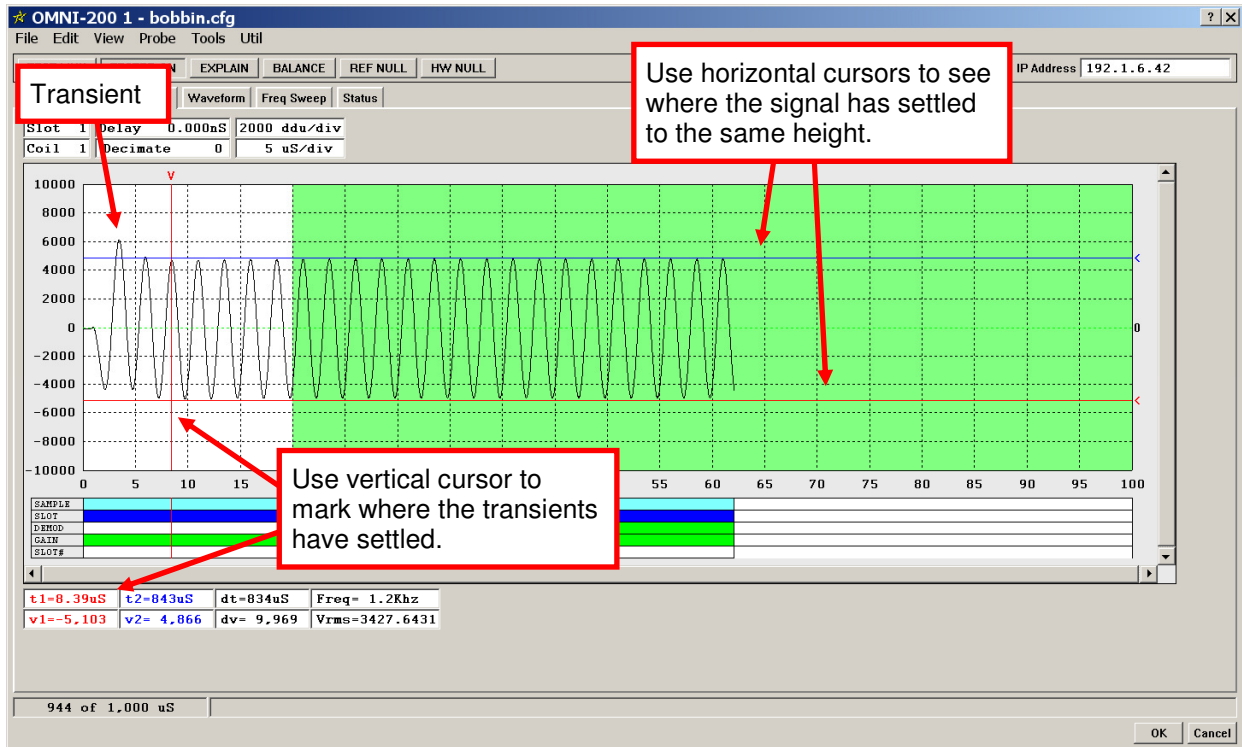 OMNI-200 1 - bobbin.cfg
File Edit View Probe Tools Util
EXPLAIN BALANCE REF NULL HW NULL
IP Address 192.1.6.42
Transient
Waveform Freq Sweep Status
Use horizontal cursors to see
where the signal has settled
to the same height.
Slot 1 Delay 0.000nS 2000 ddu/div
Coil 1 Decimate 0 5 uS/div
V
10000
8000
6000
4000
2000
0
-2000
-4000
-6000
-8000
-10000
<
0
<
0 5 10 15 55 60 65 70 75 80 85 90 95 100
Use vertical cursor to
mark where the transients
have settled.
SAMPLE
SLOT
DEMOD
GAIN
SLOT#
t1=8.39uS t2=843uS dt=834uS Freq= 1.2Khz
v1=-5,103 v2= 4,866 dv= 9,969 Vrms=3427.6431
944 of 1,000 uS
OK Cancel